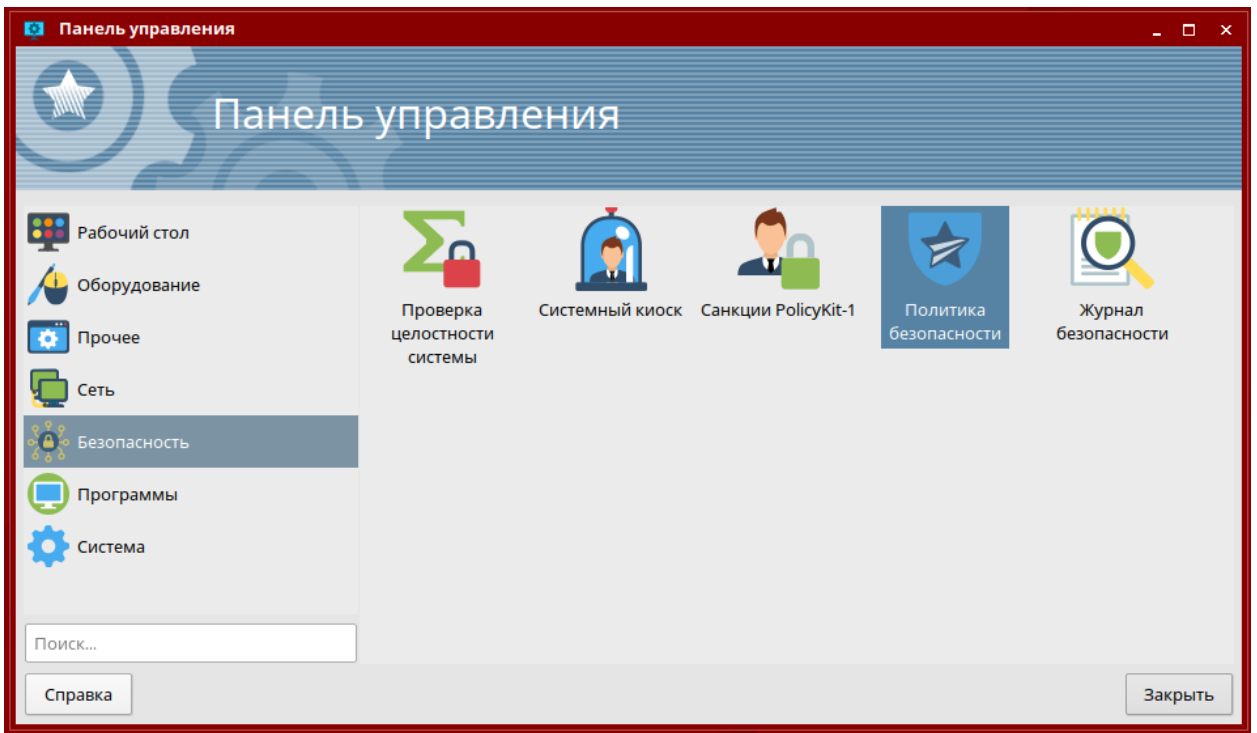 Панель управления
Панель управления
Рабочий стол
Оборудование
Прочее
Сеть
Безопасность
Программы
Система
Поиск...
Проверка
целостности
системы
Системный киоск
Санкции PolicyKit-1
Политика
безопасности
Журнал
безопасности
Справка
Закрыть